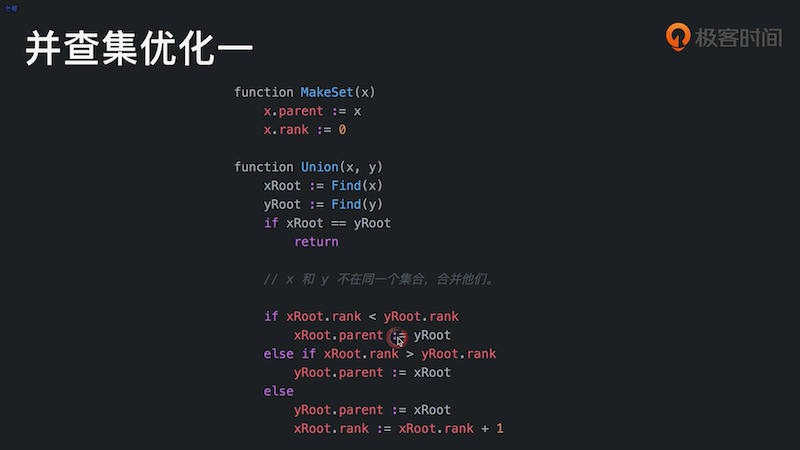 并查集优化一
极客时间
function MakeSet(x)
x.parent := x
x.rank := 0
function Union(x, y)
xRoot := Find(x)
yRoot := Find(y)
if xRoot == yRoot
return
// x 和 y 不在同一个集合，合并他们。
if xRoot.rank < yRoot.rank
xRoot.parent := yRoot
else if xRoot.rank > yRoot.rank
yRoot.parent := xRoot
else
yRoot.parent := xRoot
xRoot.rank := xRoot.rank + 1